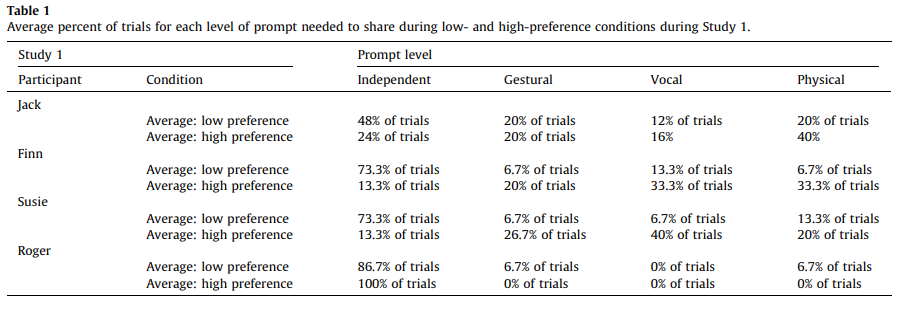 Table 1
Average percent of trials for each level of prompt needed to share during low- and high-preference conditions during Study 1.
Study 1 Prompt level
Participant Condition Independent Gestural Vocal Physical
Jack
Average: low preference 48% of trials 20% of trials 12% of trials 20% of trials
Average: high preference 24% of trials 20% of trials 16% 40%
Finn
Average: low preference 73.3% of trials 6.7% of trials 13.3% of trials 6.7% of trials
Average: high preference 13.3% of trials 20% of trials 33.3% of trials 33.3% of trials
Susie
Average: low preference 73.3% of trials 6.7% of trials 6.7% of trials 13.3% of trials
Average: high preference 13.3% of trials 26.7% of trials 40% of trials 20% of trials
Roger
Average: low preference 86.7% of trials 6.7% of trials 0% of trials 6.7% of trials
Average: high preference 100% of trials 0% of trials 0% of trials 0% of trials